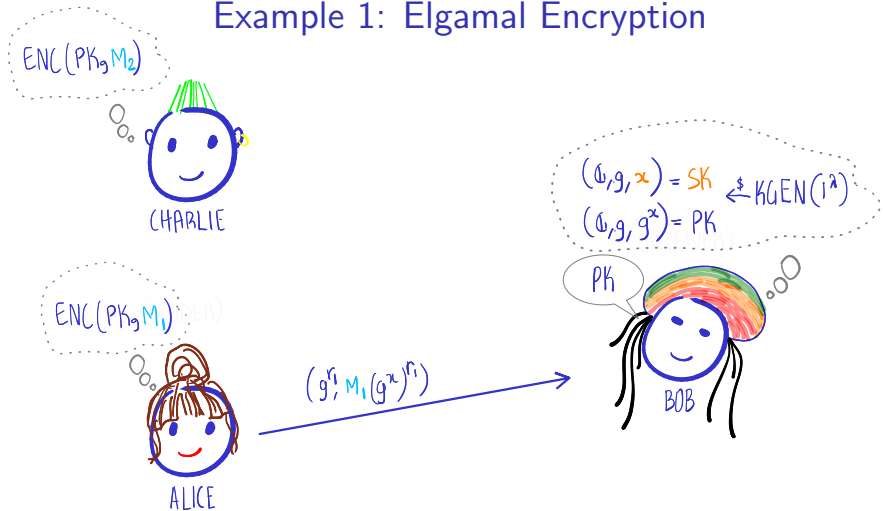 Example 1: Elgamal Encryption
ENC(PK, M₂)
CHARLIE
(G, g, x) = SK ←$ KGEN(1^λ)
(G, g, g^x) = PK
PK
ENC(PK, M₁)
(g^r₁, M₁(g^x)^r₁)
BOB
ALICE